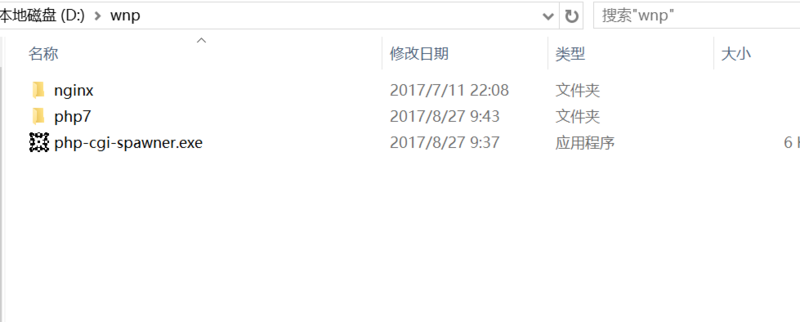 本地磁盘 (D:) > wnp
搜索"wnp"
名称 修改日期 类型 大小
nginx 2017/7/11 22:08 文件夹
php7 2017/8/27 9:43 文件夹
php-cgi-spawner.exe 2017/8/27 9:37 应用程序 6